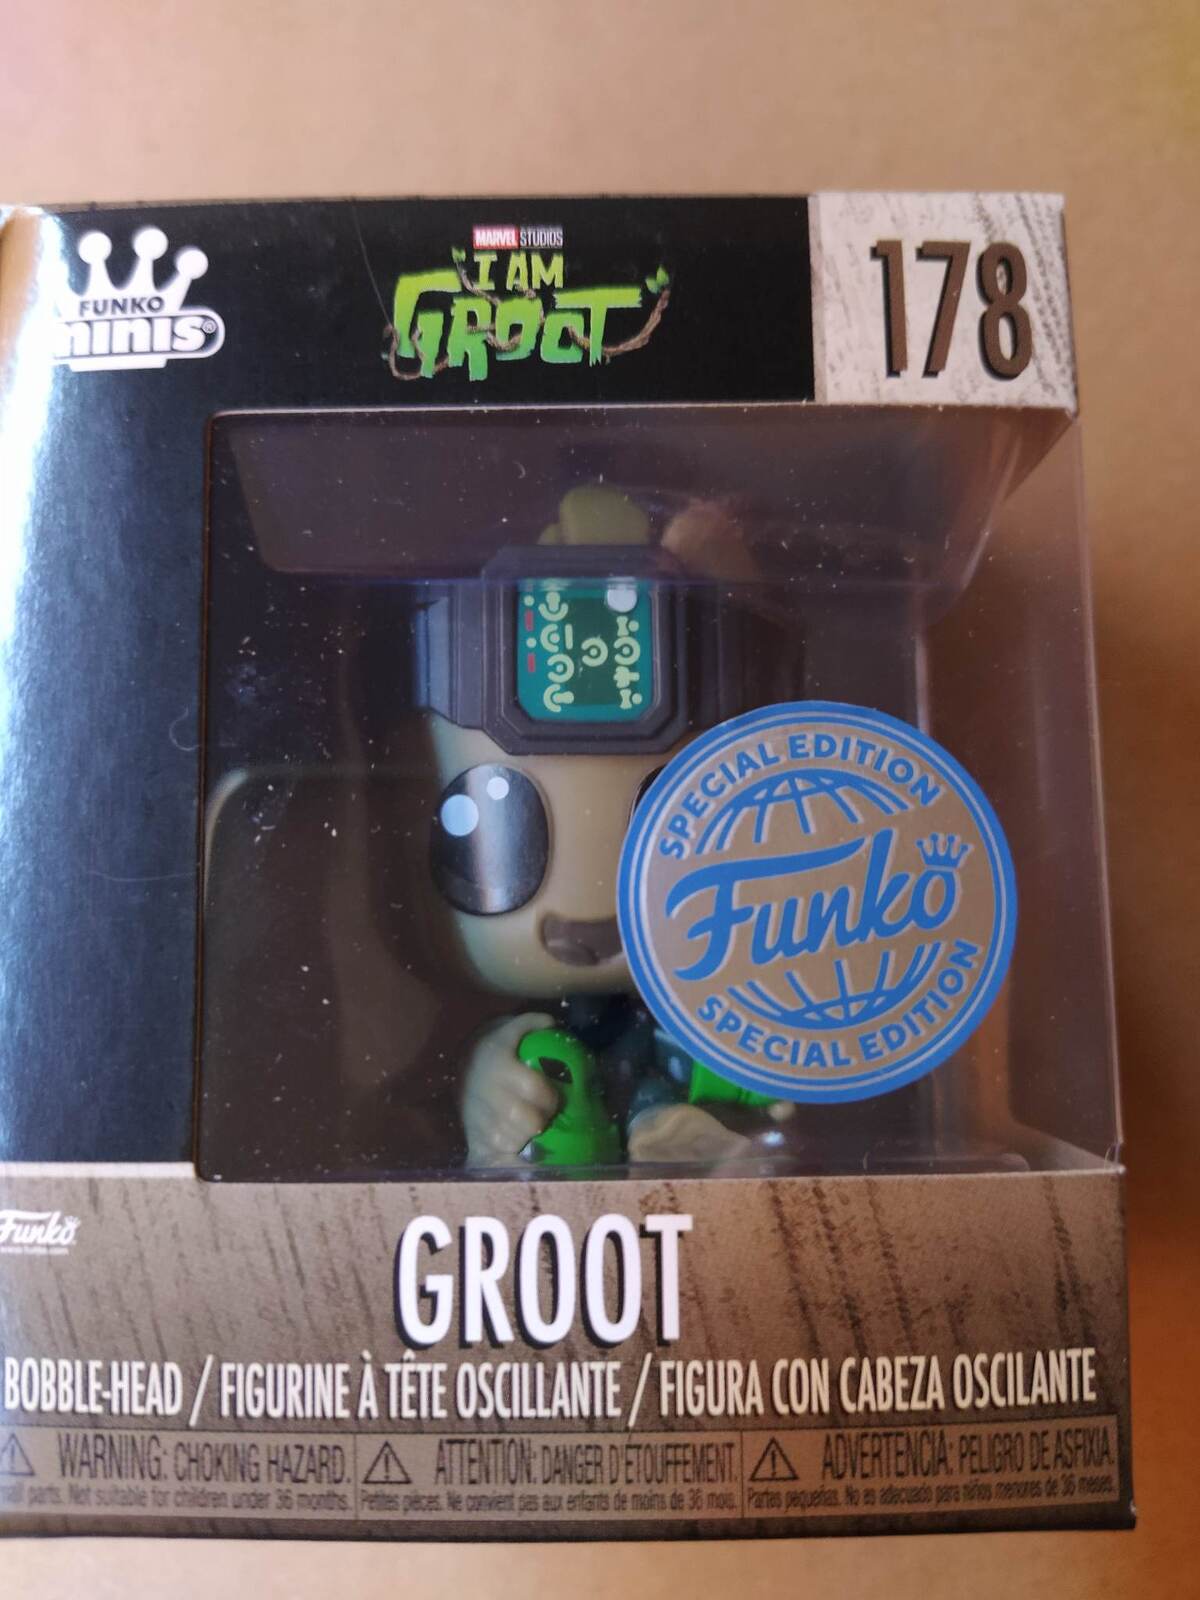 FUNKO
minis®
MARVEL STUDIOS
I AM
GROOT
178
SPECIAL EDITION
Funko
SPECIAL EDITION
Funko
GROOT
BOBBLE-HEAD / FIGURINE À TÊTE OSCILLANTE / FIGURA CON CABEZA OSCILANTE
WARNING: CHOKING HAZARD.
parts. Not suitable for children under 36 months.
ATTENTION: DANGER D'ÉTOUFFEMENT.
Petites pièces. Ne convient pas aux enfants de moins de 36 mois.
ADVERTENCIA: PELIGRO DE ASFIXIA.
Partes pequeñas. No es adecuado para niños menores de 36 meses.